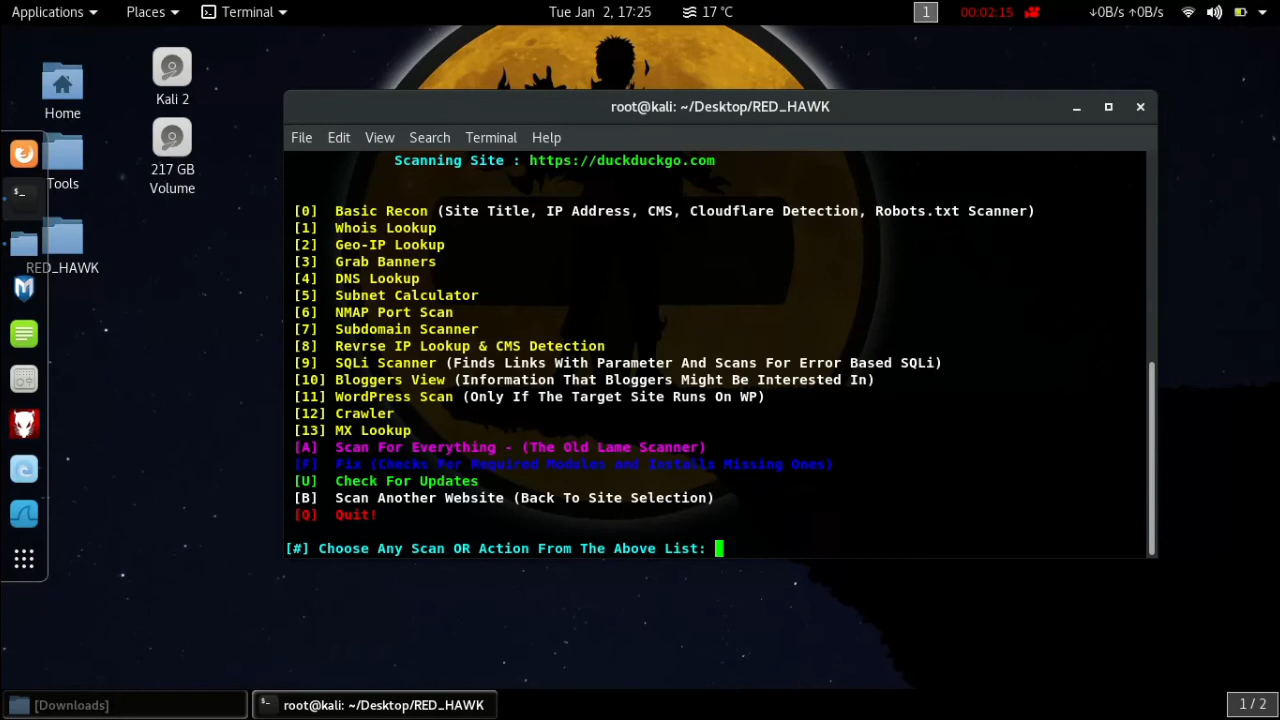 Applications Places Terminal Tue Jan 2, 17:25 17 °C 1 00:02:15 ↓0B/s ↑0B/s
Home
Kali 2
Tools
217 GB
Volume
RED_HAWK
root@kali: ~/Desktop/RED_HAWK
File Edit View Search Terminal Help
Scanning Site : https://duckduckgo.com
[0] Basic Recon (Site Title, IP Address, CMS, Cloudflare Detection, Robots.txt Scanner)
[1] Whois Lookup
[2] Geo-IP Lookup
[3] Grab Banners
[4] DNS Lookup
[5] Subnet Calculator
[6] NMAP Port Scan
[7] Subdomain Scanner
[8] Revrse IP Lookup & CMS Detection
[9] SQLi Scanner (Finds Links With Parameter And Scans For Error Based SQLi)
[10] Bloggers View (Information That Bloggers Might Be Interested In)
[11] WordPress Scan (Only If The Target Site Runs On WP)
[12] Crawler
[13] MX Lookup
[A] Scan For Everything - (The Old Lame Scanner)
[F] Fix (Checks For Required Modules and Installs Missing Ones)
[U] Check For Updates
[B] Scan Another Website (Back To Site Selection)
[Q] Quit!
[#] Choose Any Scan OR Action From The Above List:
[Downloads] root@kali: ~/Desktop/RED_HAWK 1 / 2